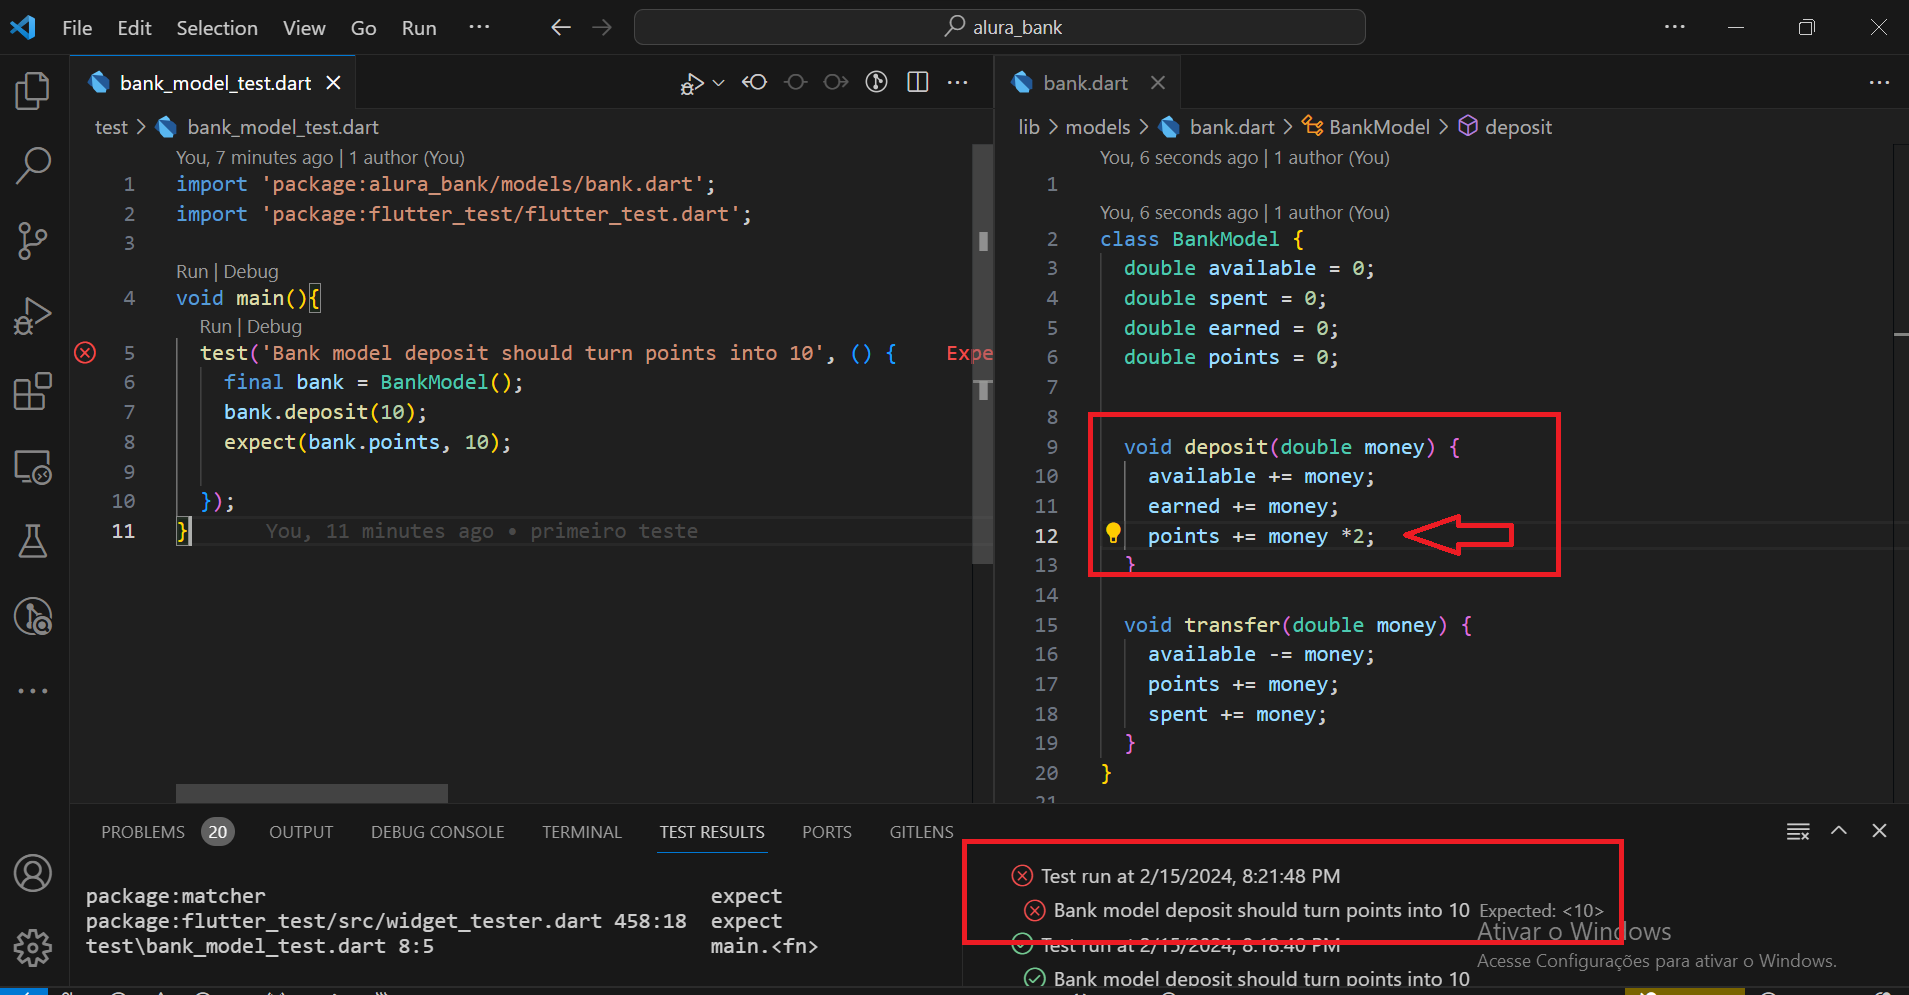 File Edit Selection View Go Run ··· alura_bank ···
bank_model_test.dart
test > bank_model_test.dart
You, 7 minutes ago | 1 author (You)
1 import 'package:alura_bank/models/bank.dart';
2 import 'package:flutter_test/flutter_test.dart';
3
Run | Debug
4 void main(){
Run | Debug
5 test('Bank model deposit should turn points into 10', () { Expe
6 final bank = BankModel();
7 bank.deposit(10);
8 expect(bank.points, 10);
9
10 });
11 } You, 11 minutes ago • primeiro teste
bank.dart
lib > models > bank.dart > BankModel > deposit
You, 6 seconds ago | 1 author (You)
1
You, 6 seconds ago | 1 author (You)
2 class BankModel {
3 double available = 0;
4 double spent = 0;
5 double earned = 0;
6 double points = 0;
7
8
9 void deposit(double money) {
10 available += money;
11 earned += money;
12 points += money *2;
13 }
14
15 void transfer(double money) {
16 available -= money;
17 points += money;
18 spent += money;
19 }
20 }
21
PROBLEMS 20 OUTPUT DEBUG CONSOLE TERMINAL TEST RESULTS PORTS GITLENS
package:matcher expect
package:flutter_test/src/widget_tester.dart 458:18 expect
test\bank_model_test.dart 8:5 main.<fn>
Test run at 2/15/2024, 8:21:48 PM
Bank model deposit should turn points into 10 Expected: <10>
Test run at 2/15/2024, 8:18:40 PM
Bank model deposit should turn points into 10
Ativar o Windows
Acesse Configurações para ativar o Windows.